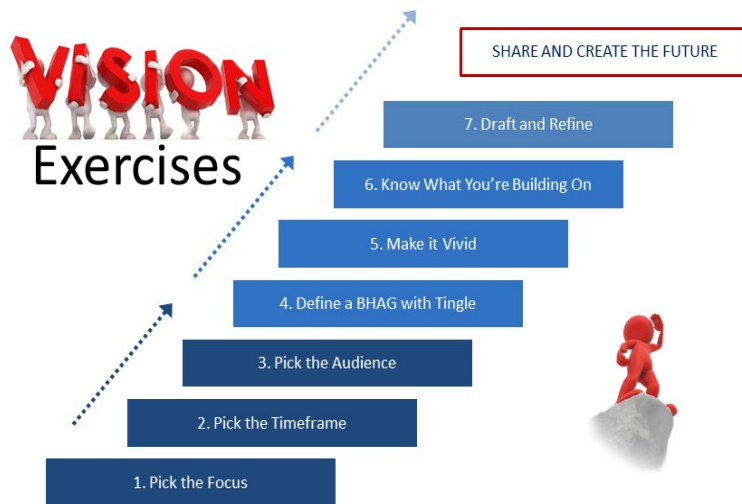 VISION
Exercises
SHARE AND CREATE THE FUTURE
7. Draft and Refine
6. Know What You're Building On
5. Make it Vivid
4. Define a BHAG with Tingle
3. Pick the Audience
2. Pick the Timeframe
1. Pick the Focus